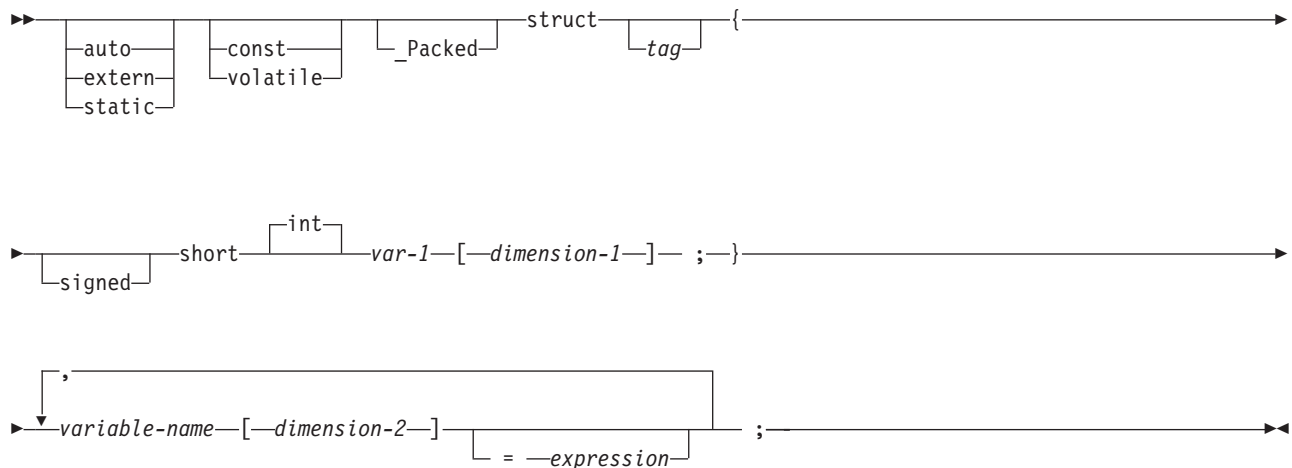 struct {
auto const _Packed tag
extern volatile
static
int
short var-1 [ dimension-1 ] ; }
signed
,
variable-name [ dimension-2 ] ;
= expression